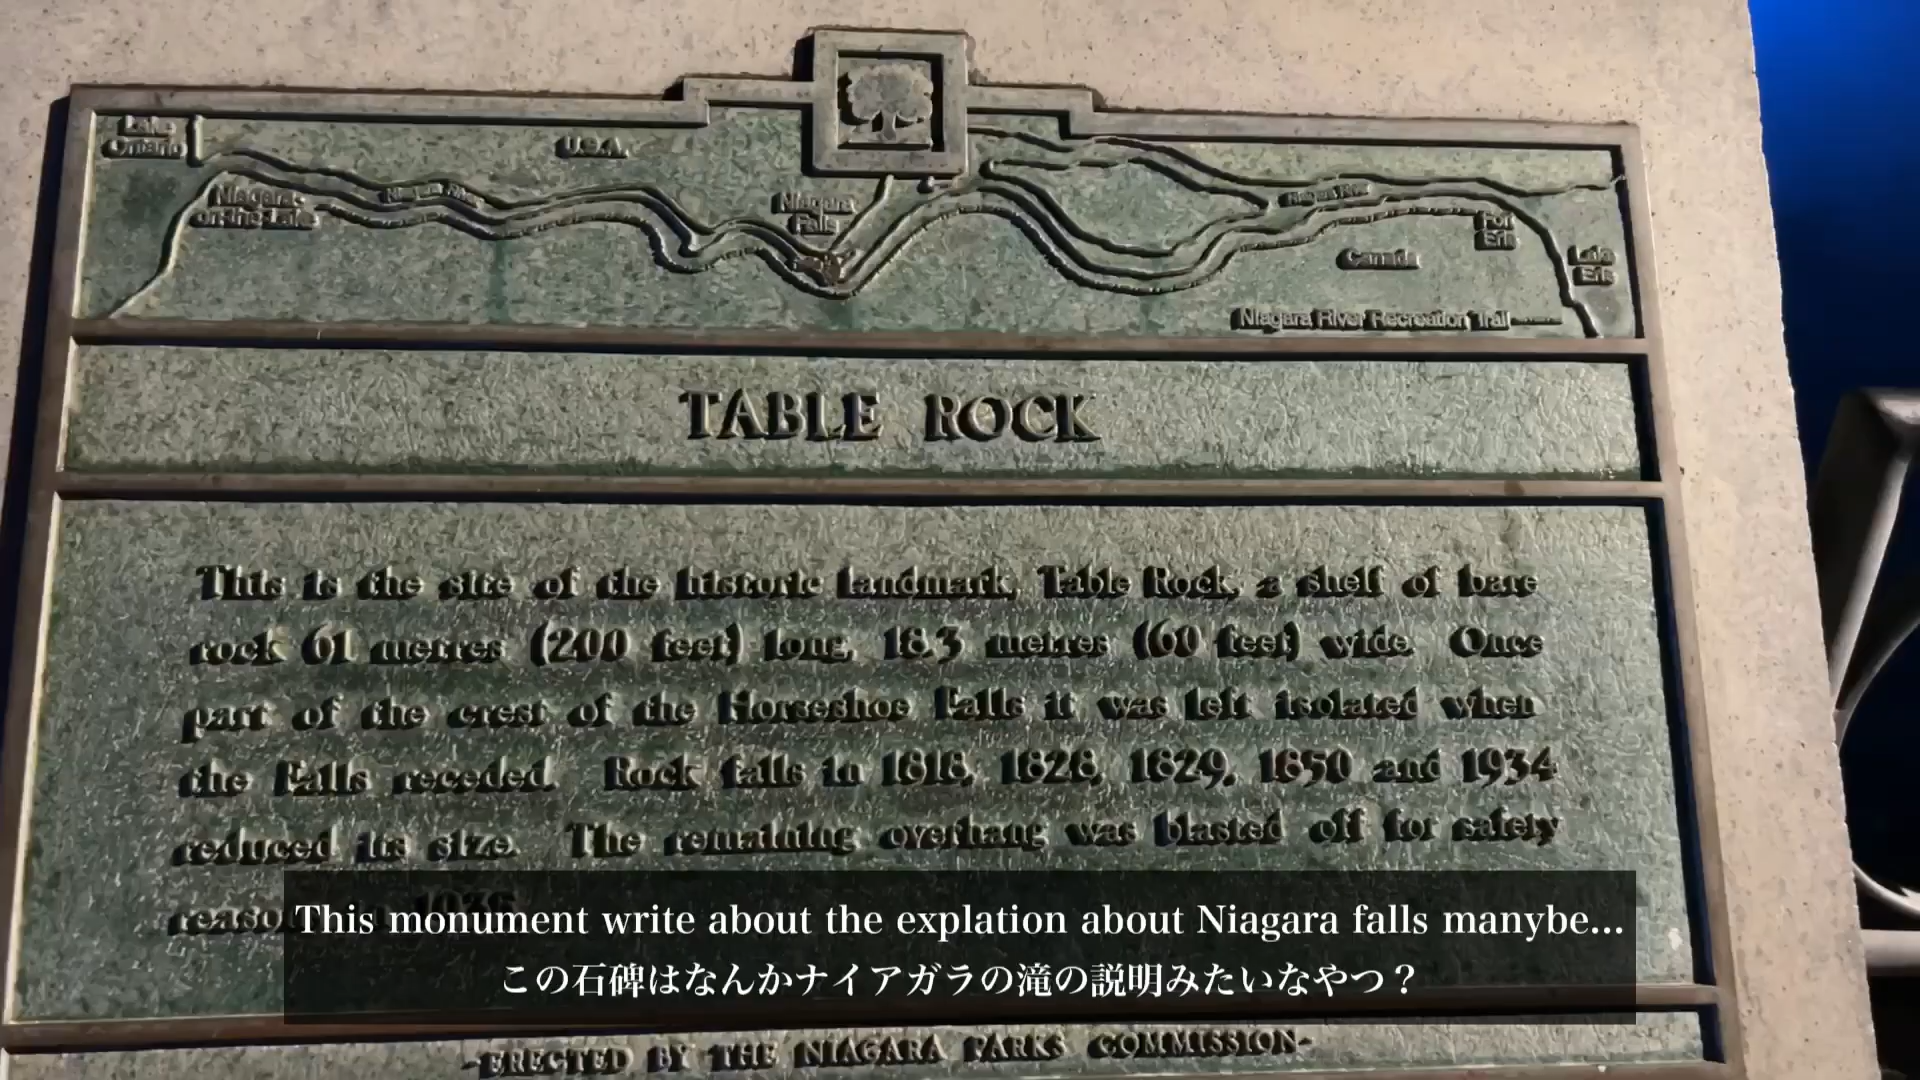 Lake
Ontario
U.S.A.
Niagara-
on-the-Lake
Niagara River
Niagara
Falls
Niagara River
Fort
Erie
Canada
Lake
Erie
Niagara River Recreation Trail
TABLE ROCK
This is the site of the historic landmark, Table Rock, a shelf of bare
rock 61 metres (200 feet) long, 18.3 metres (60 feet) wide. Once
part of the crest of the Horseshoe Falls it was left isolated when
the Falls receded. Rock falls in 1818, 1828, 1829, 1850 and 1934
reduced its size. The remaining overhang was blasted off for safety
This monument write about the explation about Niagara falls manybe...
この石碑はなんかナイアガラの滝の説明みたいなやつ？
-ERECTED BY THE NIAGARA PARKS COMMISSION-